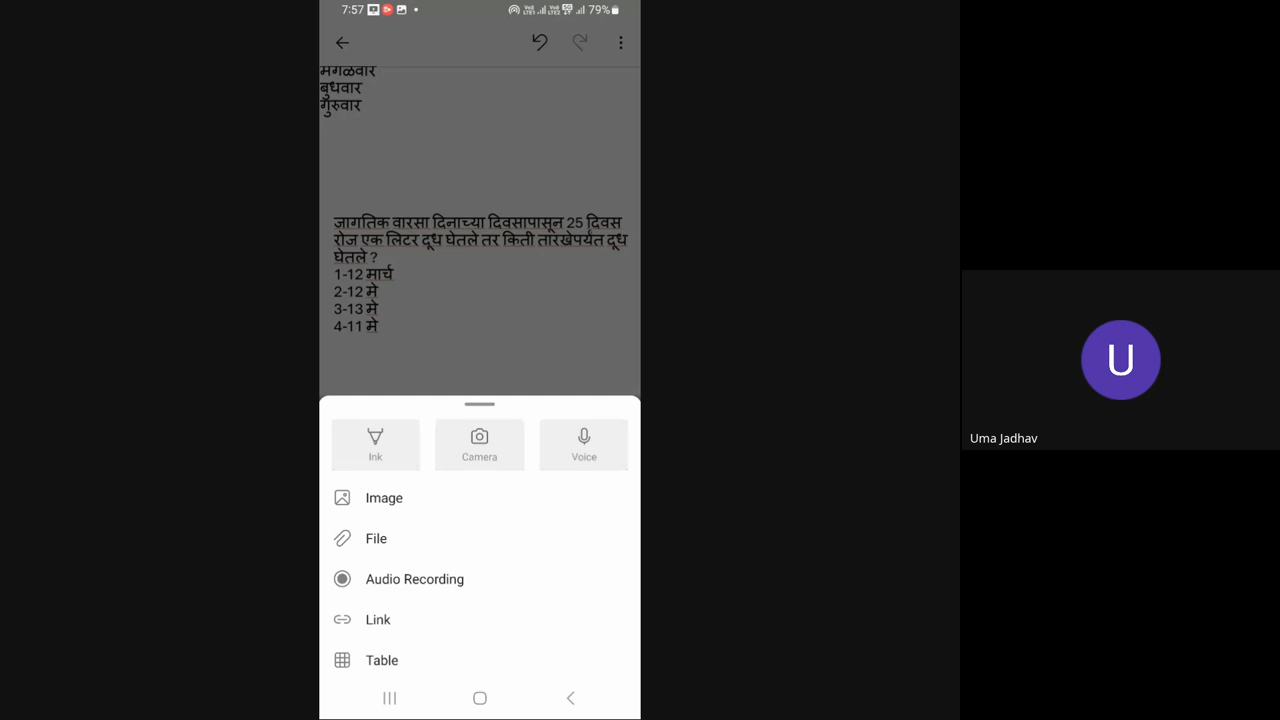 7:57
79%
मंगळवार
बुधवार
गुरुवार
जागतिक वारसा दिनाच्या दिवसापासून 25 दिवस
रोज एक लिटर दूध घेतले तर किती तारखेपर्यंत दूध
घेतले ?
1-12 मार्च
2-12 मे
3-13 मे
4-11 मे
Ink
Camera
Voice
Image
File
Audio Recording
Link
Table
U
Uma Jadhav